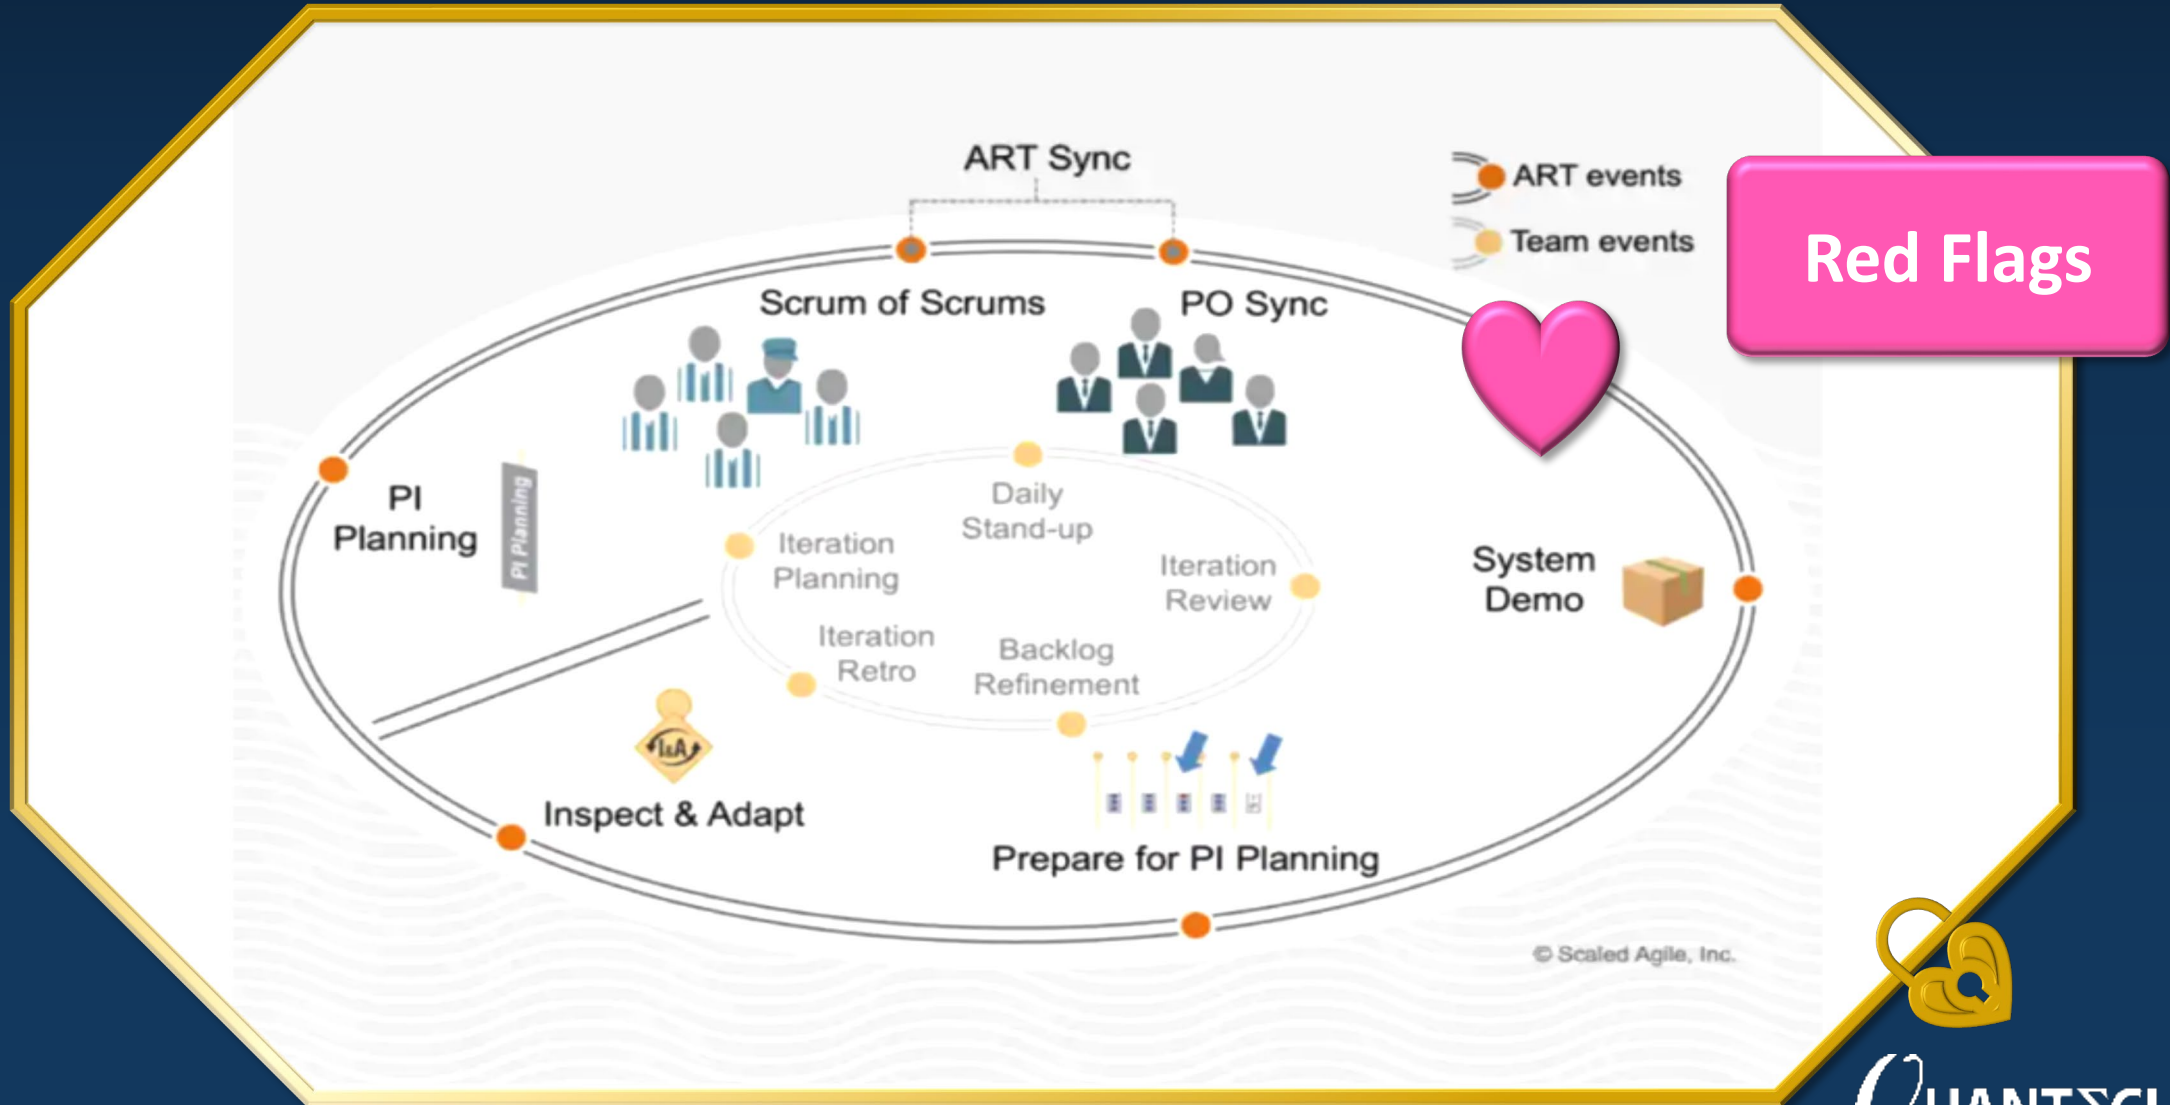 ART Sync
ART events
Team events
Red Flags
Scrum of Scrums
PO Sync
PI
Planning
PI Planning
Daily
Stand-up
Iteration
Planning
Iteration
Review
Iteration
Retro
Backlog
Refinement
System
Demo
I&A
Inspect & Adapt
Prepare for PI Planning
© Scaled Agile, Inc.